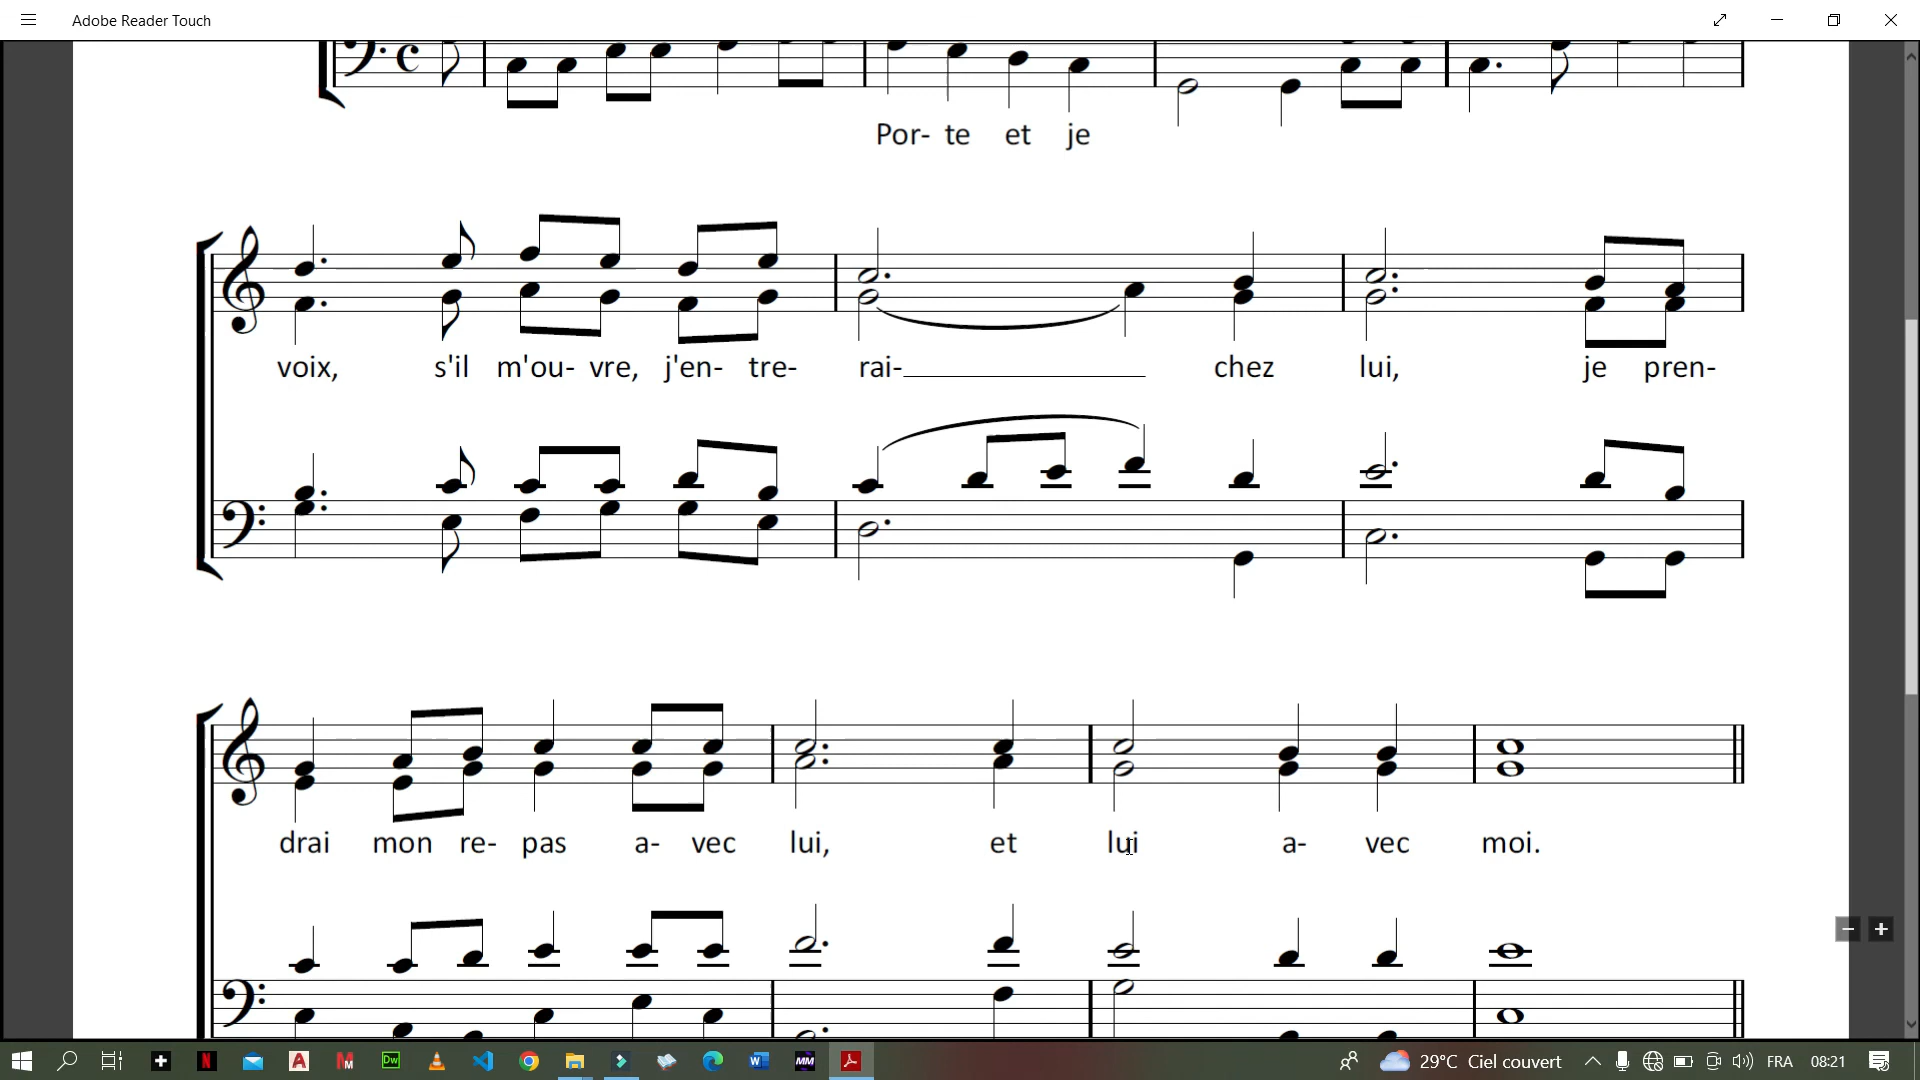 Adobe Reader Touch
Por- te et je
voix, s'il m'ou- vre, j'en- tre- rai- chez lui, je pren-
drai mon re- pas a- vec lui, et lui a- vec moi.
29°C Ciel couvert FRA 08:21